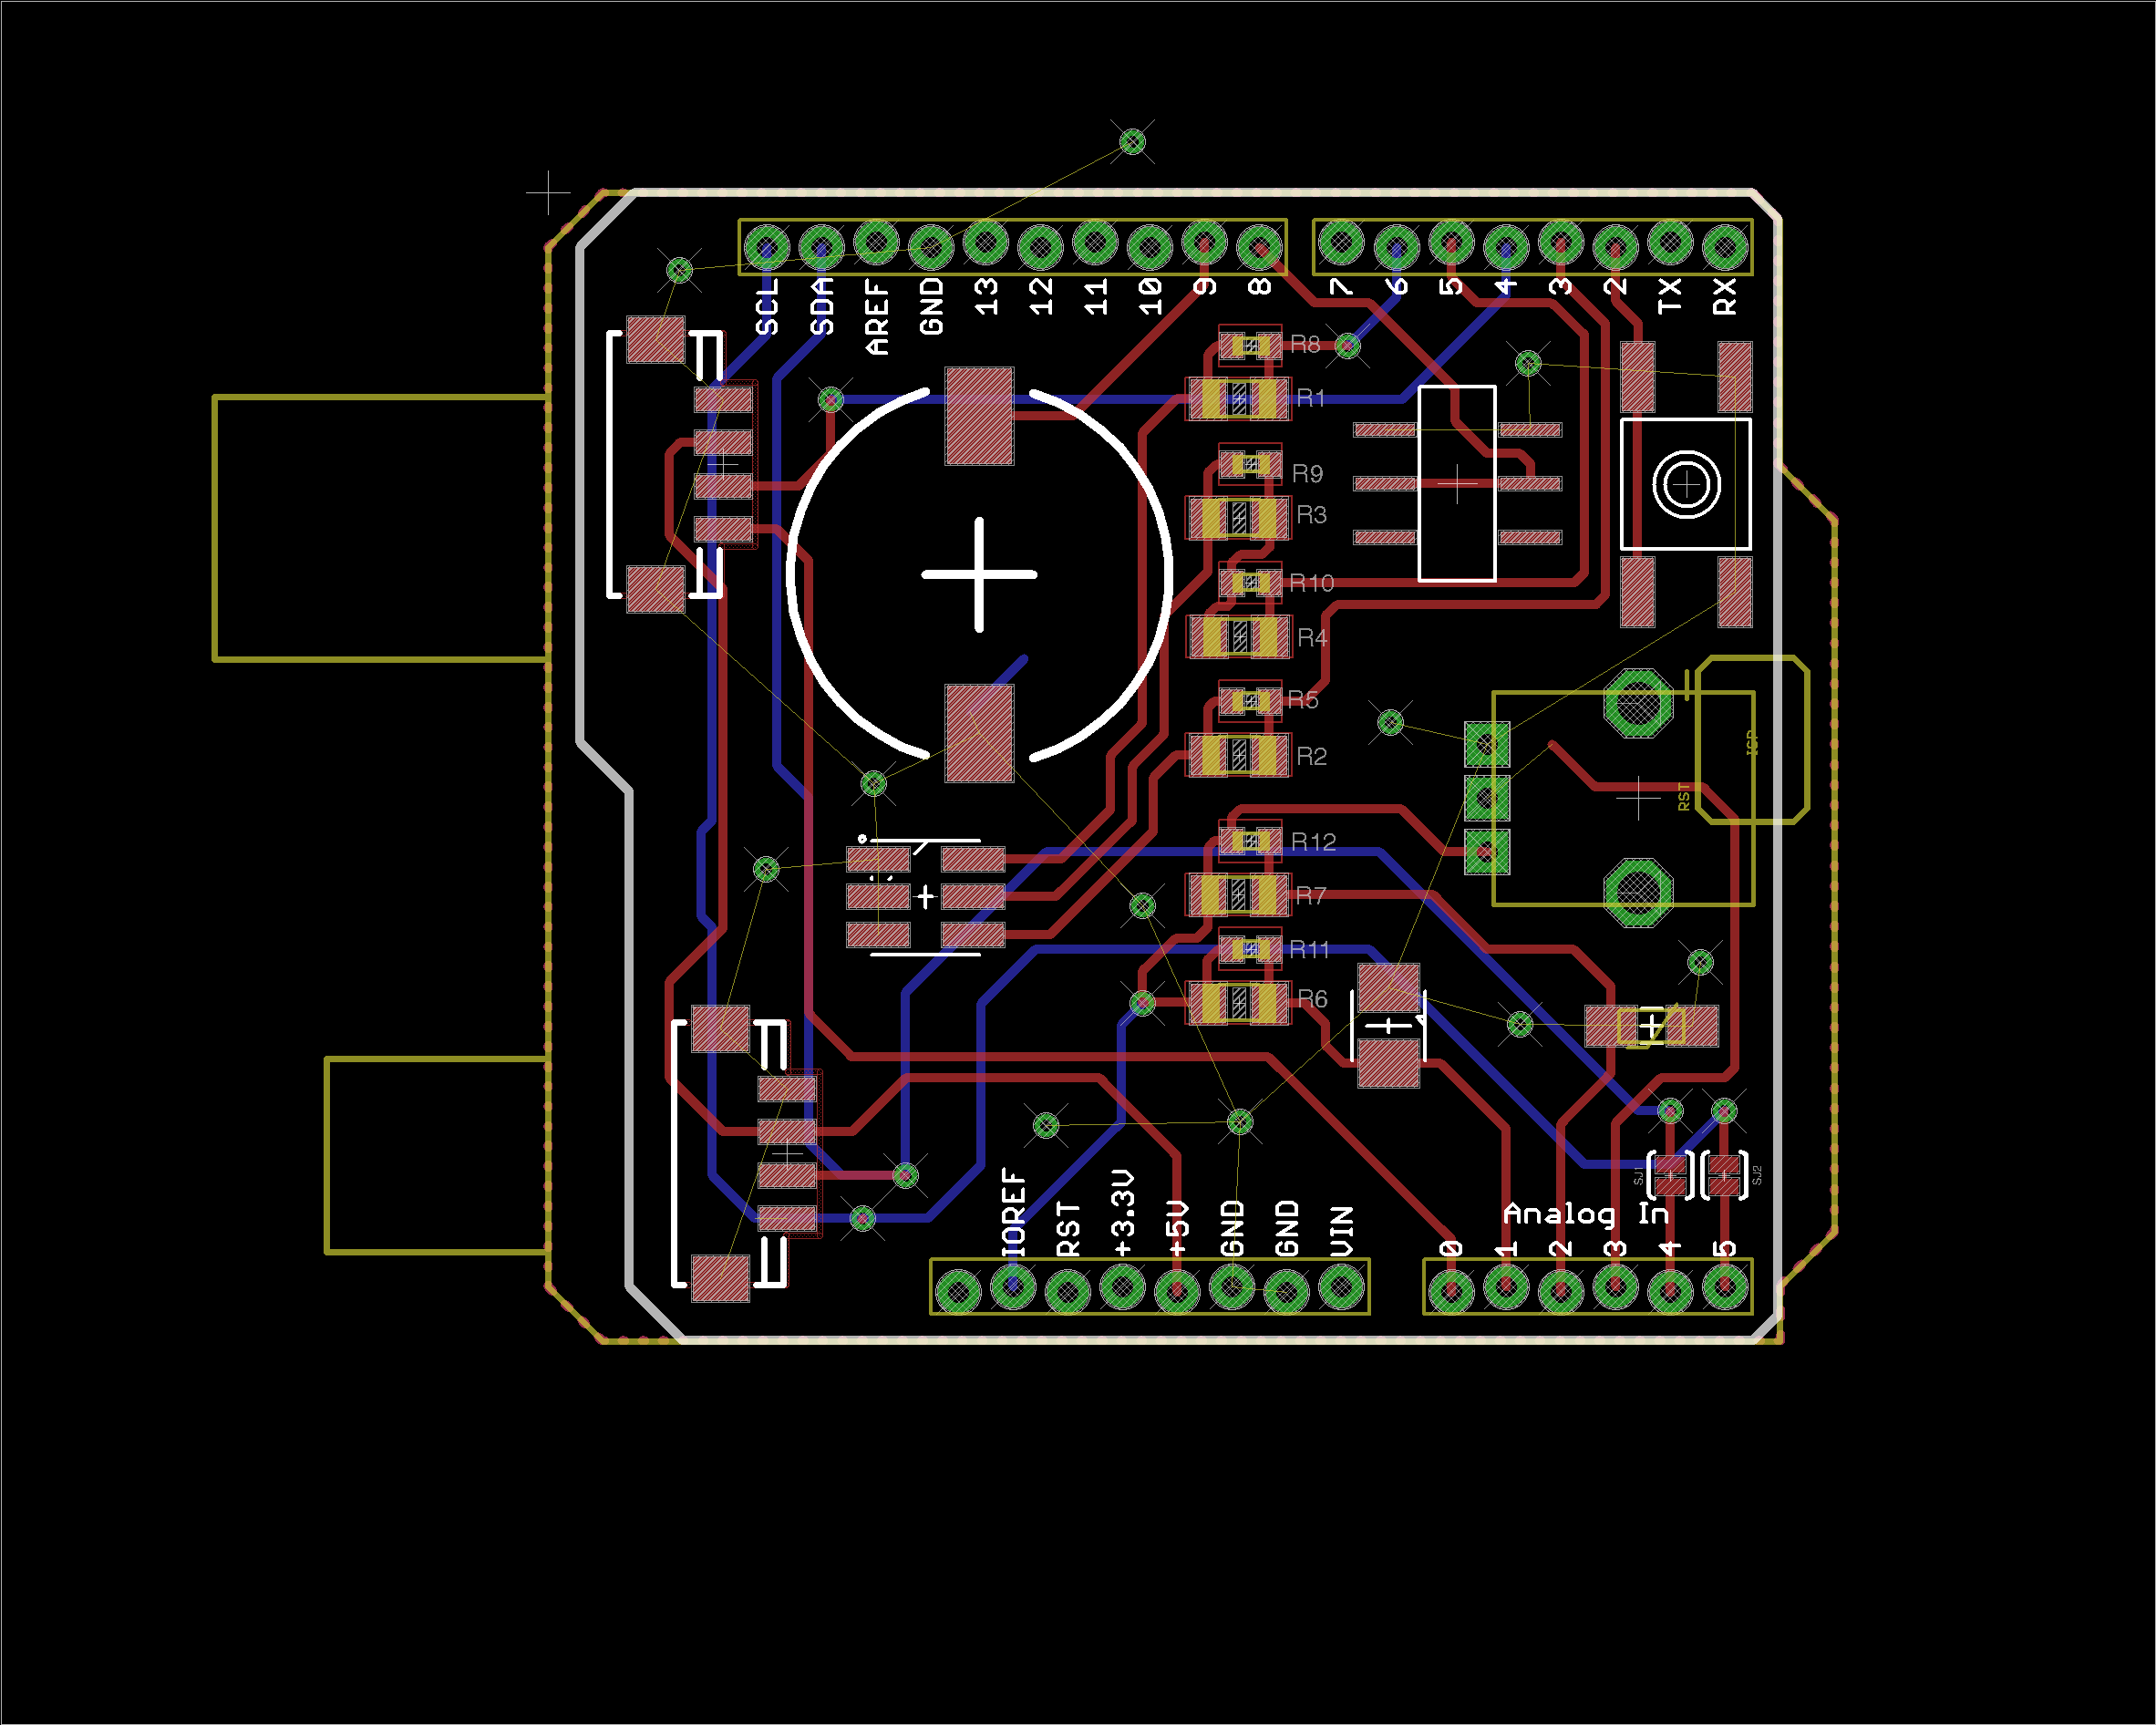 SCL
SDA
AREF
GND
13
12
11
10
9
8
7
6
5
4
3
2
TX
RX
R8
R1
R9
R3
R10
R4
R5
R2
R12
R7
R11
R6
ICP
RST
SJ1
SJ2
IOREF
RST
+3.3V
+5V
GND
GND
VIN
Analog In
0
1
2
3
4
5